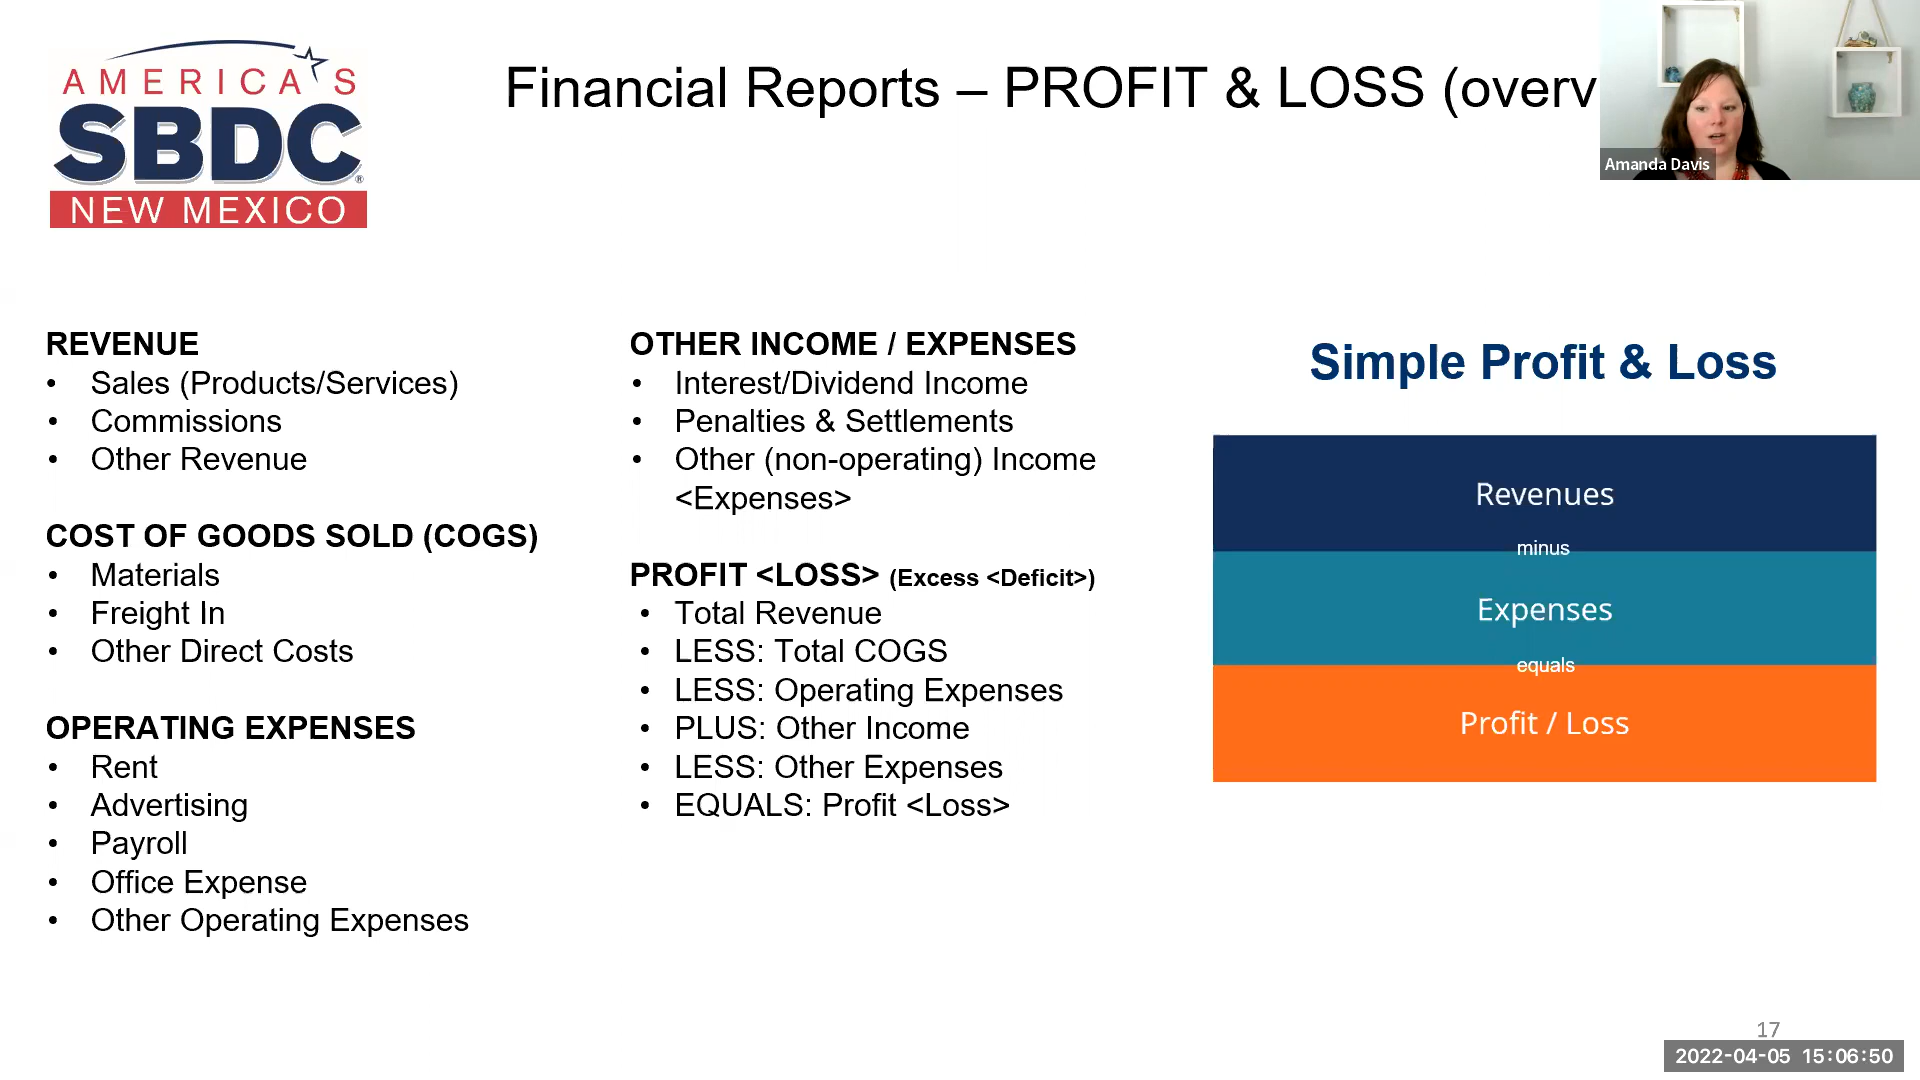 AMERICA'S
SBDC®
NEW MEXICO
Financial Reports – PROFIT & LOSS (overv
Amanda Davis
REVENUE
• Sales (Products/Services)
• Commissions
• Other Revenue
COST OF GOODS SOLD (COGS)
• Materials
• Freight In
• Other Direct Costs
OPERATING EXPENSES
• Rent
• Advertising
• Payroll
• Office Expense
• Other Operating Expenses
OTHER INCOME / EXPENSES
• Interest/Dividend Income
• Penalties & Settlements
• Other (non-operating) Income
<Expenses>
PROFIT <LOSS> (Excess <Deficit>)
• Total Revenue
• LESS: Total COGS
• LESS: Operating Expenses
• PLUS: Other Income
• LESS: Other Expenses
• EQUALS: Profit <Loss>
Simple Profit & Loss
Revenues
minus
Expenses
equals
Profit / Loss
17
2022-04-05 15:06:50